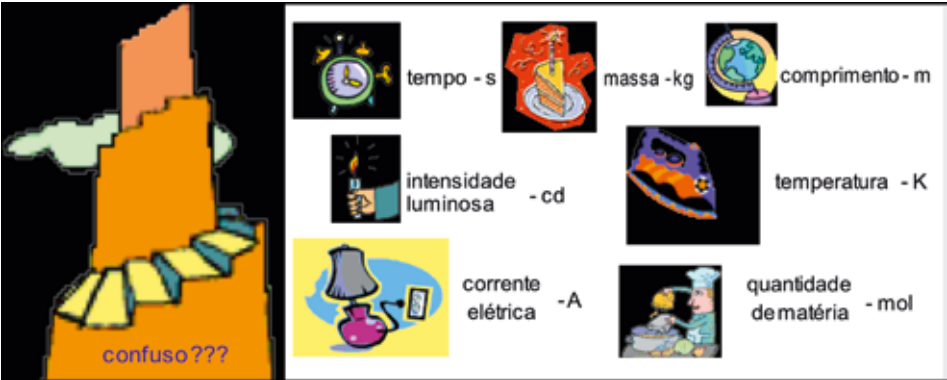 tempo - s
massa - kg
comprimento - m
intensidade
luminosa - cd
temperatura - K
corrente
elétrica - A
quantidade
de matéria - mol
confuso???